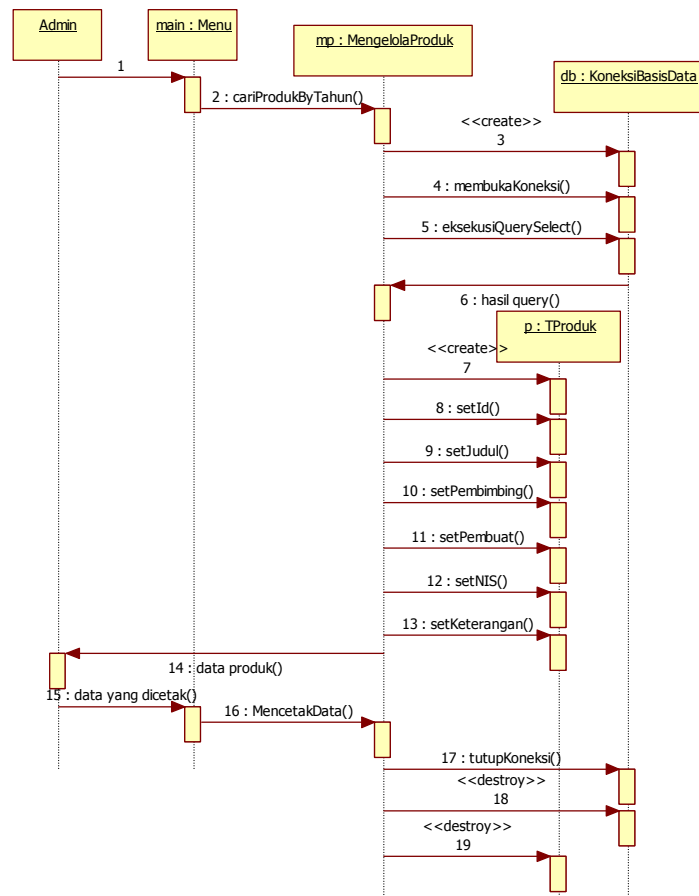 Admin
main : Menu
mp : MengelolaProduk
db : KoneksiBasisData
1
2 : cariProdukByTahun()
<<create>>
3
4 : membukaKoneksi()
5 : eksekusiQuerySelect()
6 : hasil query()
p : TProduk
<<create>>
7
8 : setId()
9 : setJudul()
10 : setPembimbing()
11 : setPembuat()
12 : setNIS()
13 : setKeterangan()
14 : data produk()
15 : data yang dicetak()
16 : MencetakData()
17 : tutupKoneksi()
<<destroy>>
18
<<destroy>>
19